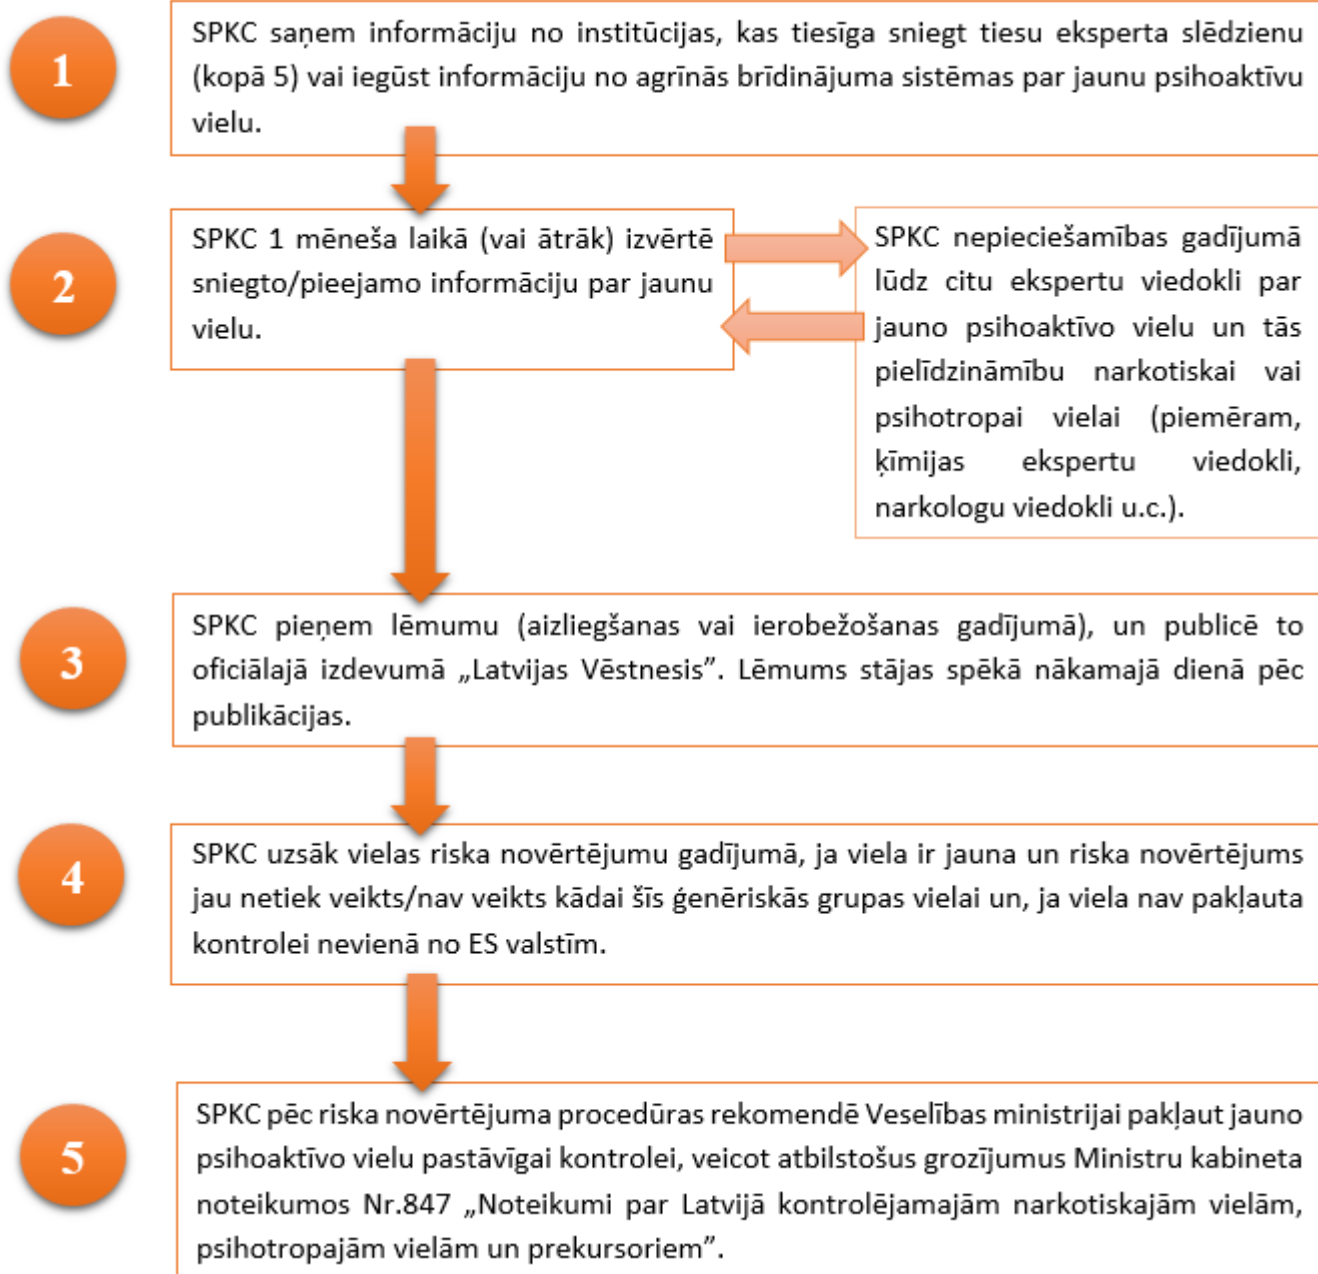 1
SPKC saņem informāciju no institūcijas, kas tiesīga sniegt tiesu eksperta slēdzienu
(kopā 5) vai iegūst informāciju no agrīnās brīdinājuma sistēmas par jaunu psihoaktīvu
vielu.
2
SPKC 1 mēneša laikā (vai ātrāk) izvērtē
sniegto/pieejamo informāciju par jaunu
vielu.
SPKC nepieciešamības gadījumā
lūdz citu ekspertu viedokli par
jauno psihoaktīvo vielu un tās
pielīdzināmību narkotiskai vai
psihotropai vielai (piemēram,
ķīmijas ekspertu viedokli,
narkologu viedokli u.c.).
3
SPKC pieņem lēmumu (aizliegšanas vai ierobežošanas gadījumā), un publicē to
oficiālajā izdevumā „Latvijas Vēstnesis”. Lēmums stājas spēkā nākamajā dienā pēc
publikācijas.
4
SPKC uzsāk vielas riska novērtējumu gadījumā, ja viela ir jauna un riska novērtējums
jau netiek veikts/nav veikts kādai šīs ģenēriskās grupas vielai un, ja viela nav pakļauta
kontrolei nevienā no ES valstīm.
5
SPKC pēc riska novērtējuma procedūras rekomendē Veselības ministrijai pakļaut jauno
psihoaktīvo vielu pastāvīgai kontrolei, veicot atbilstošus grozījumus Ministru kabineta
noteikumos Nr.847 „Noteikumi par Latvijā kontrolējamajām narkotiskajām vielām,
psihotropajām vielām un prekursoriem”.